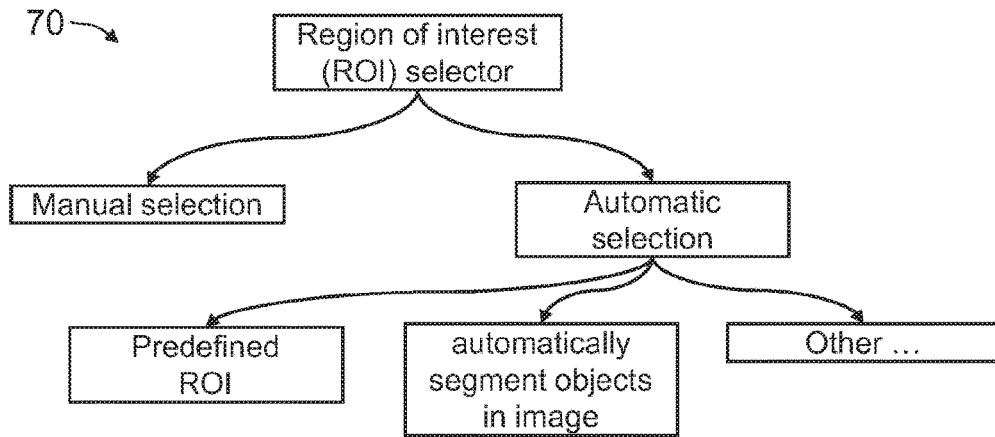 70
Region of interest
(ROI) selector
Manual selection
Automatic
selection
Predefined
ROI
automatically
segment objects
in image
Other ...